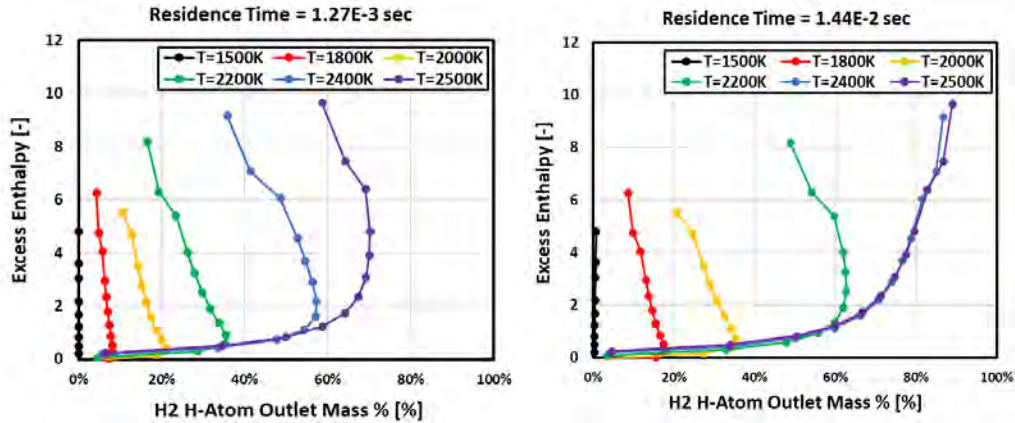 Residence Time = 1.27E-3 sec
T=1500K T=1800K T=2000K
T=2200K T=2400K T=2500K
Excess Enthalpy [-]
12
10
8
6
4
2
0
0% 20% 40% 60% 80% 100%
H2 H-Atom Outlet Mass % [%]
Residence Time = 1.44E-2 sec
T=1500K T=1800K T=2000K
T=2200K T=2400K T=2500K
Excess Enthalpy [-]
12
10
8
6
4
2
0
0% 20% 40% 60% 80% 100%
H2 H-Atom Outlet Mass % [%]